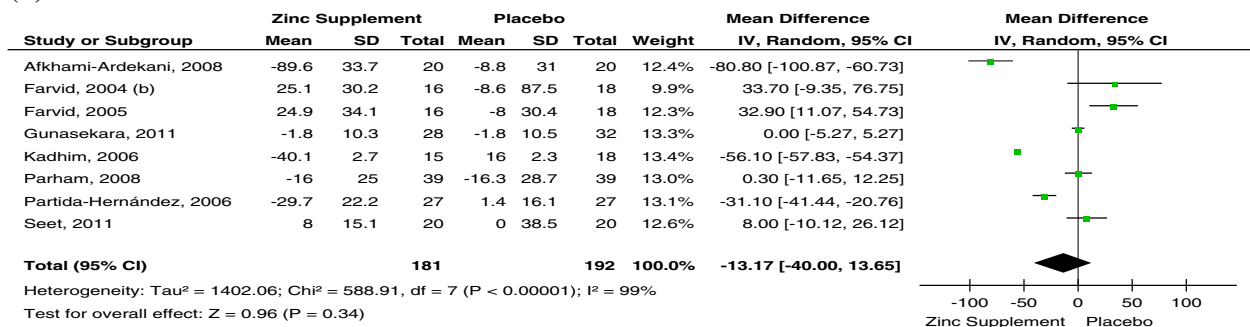 Zinc Supplement Placebo Mean Difference Mean Difference
Study or Subgroup Mean SD Total Mean SD Total Weight IV, Random, 95% CI IV, Random, 95% CI
Afkhami-Ardekani, 2008 -89.6 33.7 20 -8.8 31 20 12.4% -80.80 [-100.87, -60.73]
Farvid, 2004 (b) 25.1 30.2 16 -8.6 87.5 18 9.9% 33.70 [-9.35, 76.75]
Farvid, 2005 24.9 34.1 16 -8 30.4 18 12.3% 32.90 [11.07, 54.73]
Gunasekara, 2011 -1.8 10.3 28 -1.8 10.5 32 13.3% 0.00 [-5.27, 5.27]
Kadhim, 2006 -40.1 2.7 15 16 2.3 18 13.4% -56.10 [-57.83, -54.37]
Parham, 2008 -16 25 39 -16.3 28.7 39 13.0% 0.30 [-11.65, 12.25]
Partida-Hernández, 2006 -29.7 22.2 27 1.4 16.1 27 13.1% -31.10 [-41.44, -20.76]
Seet, 2011 8 15.1 20 0 38.5 20 12.6% 8.00 [-10.12, 26.12]
Total (95% CI) 181 192 100.0% -13.17 [-40.00, 13.65]
Heterogeneity: Tau² = 1402.06; Chi² = 588.91, df = 7 (P < 0.00001); I² = 99%
Test for overall effect: Z = 0.96 (P = 0.34)
-100 -50 0 50 100
Zinc Supplement Placebo